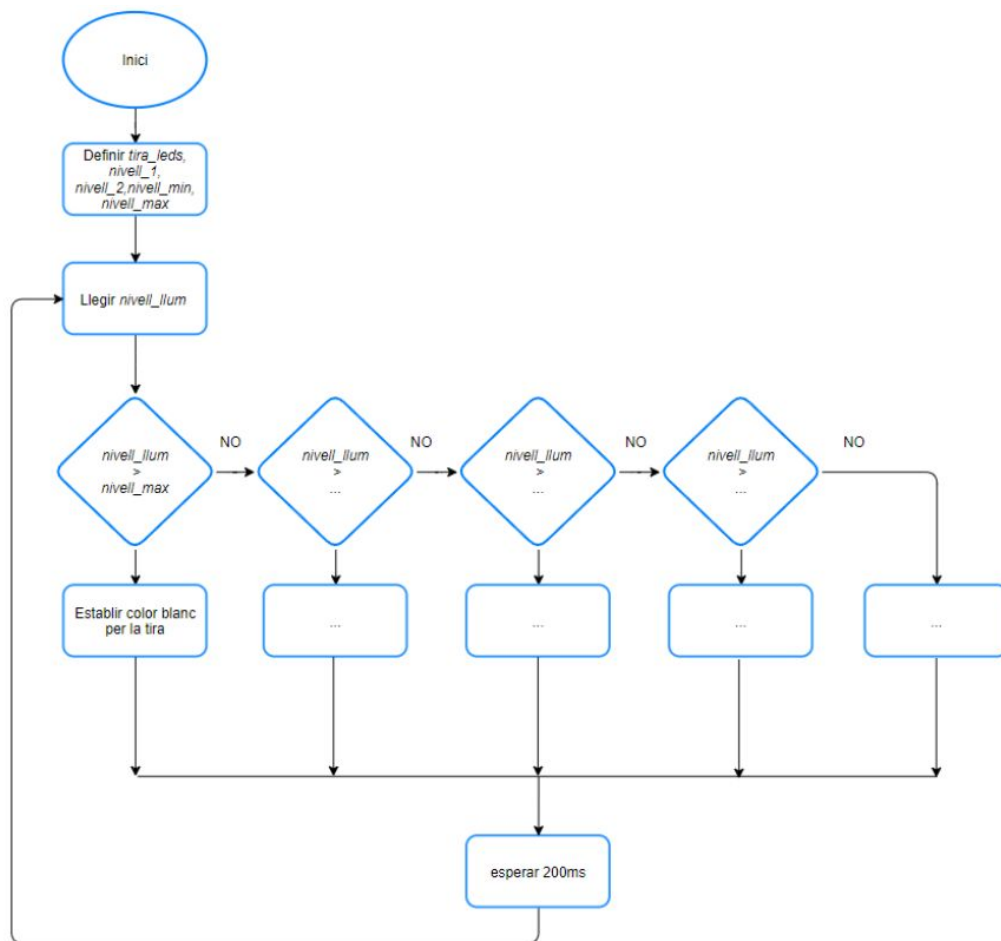 Inici
Definir tira_leds,
nivell_1,
nivell_2,nivell_min,
nivell_max
Llegir nivell_llum
nivell_llum
>
nivell_max
NO
nivell_llum
>
...
NO
nivell_llum
>
...
NO
nivell_llum
>
...
NO
Establir color blanc
per la tira
...
...
...
...
esperar 200ms